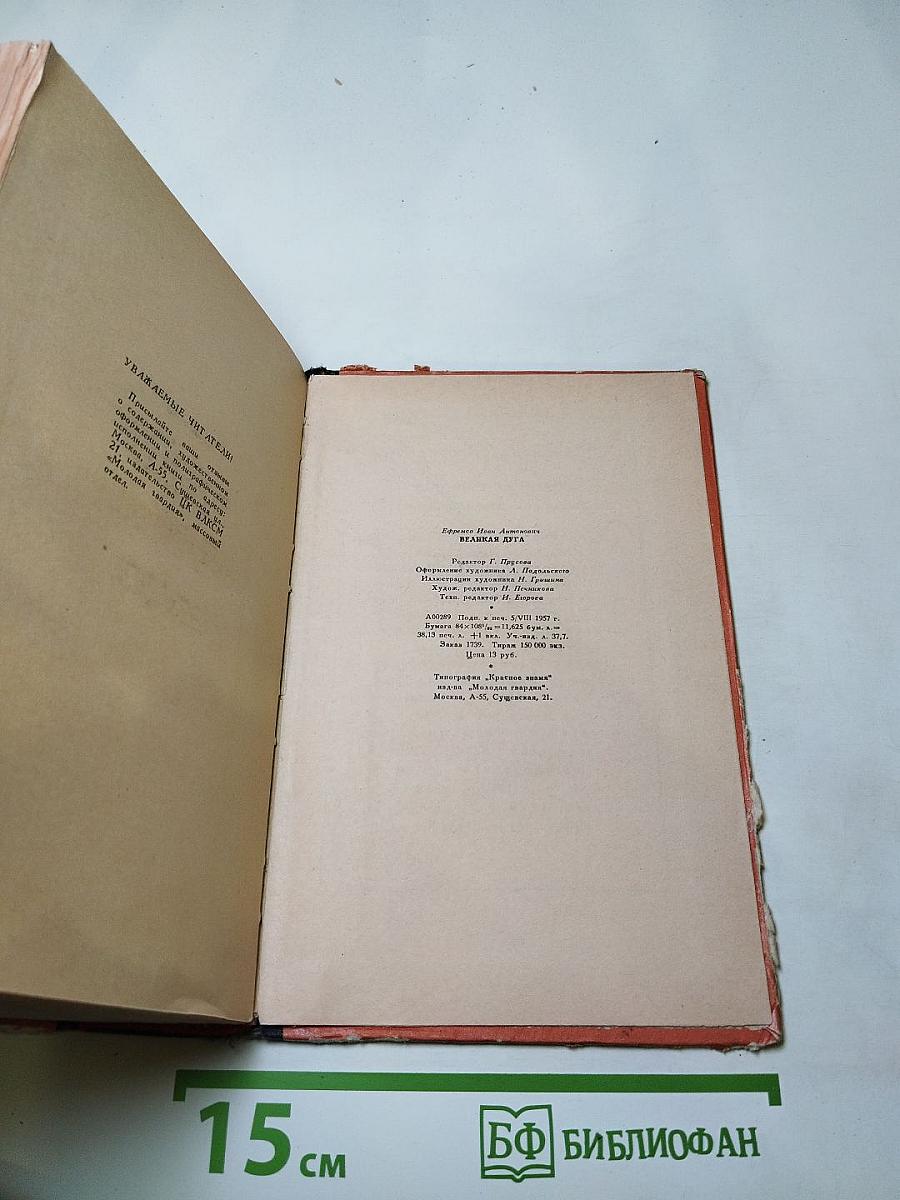 УВАЖАЕМЫЕ ЧИТАТЕЛИ!
Присылайте ваши отзывы
о содержании, художественном
оформлении и полиграфическом
исполнении книги по адресу:
Москва, А-55, Сущевская ул.,
21, издательство ЦК ВЛКСМ
«Молодая гвардия», массовый
отдел.
Ефремов Иван Антонович
ВЕЛИКАЯ ДУГА
Редактор Г. Прусова
Оформление художника А. Подольского
Иллюстрации художника Н. Гришина
Худож. редактор Н. Печникова
Техн. редактор И. Егорова
*
А00289 Подп. к печ. 5/VIII 1957 г.
Бумага 84×108¹/₃₂=11,625 бум. л.=
38,13 печ. л. +1 вкл. Уч.-изд. л. 37,7.
Заказ 1739. Тираж 150 000 экз.
Цена 13 руб.
*
Типография „Красное знамя“
изд-ва „Молодая гвардия“.
Москва, А-55, Сущевская, 21.
15 см
БФ БИБЛИОФАН